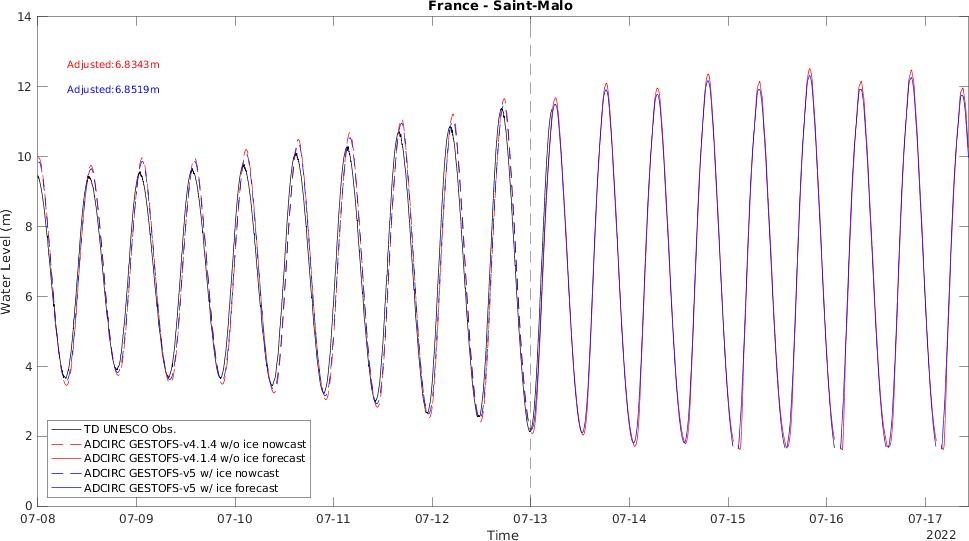 France - Saint-Malo
14
12
10
8
6
4
2
0
Water Level (m)
Adjusted:6.8343m
Adjusted:6.8519m
TD UNESCO Obs.
ADCIRC GESTOFS-v4.1.4 w/o ice nowcast
ADCIRC GESTOFS-v4.1.4 w/o ice forecast
ADCIRC GESTOFS-v5 w/ ice nowcast
ADCIRC GESTOFS-v5 w/ ice forecast
07-08 07-09 07-10 07-11 07-12 07-13 07-14 07-15 07-16 07-17
Time
2022